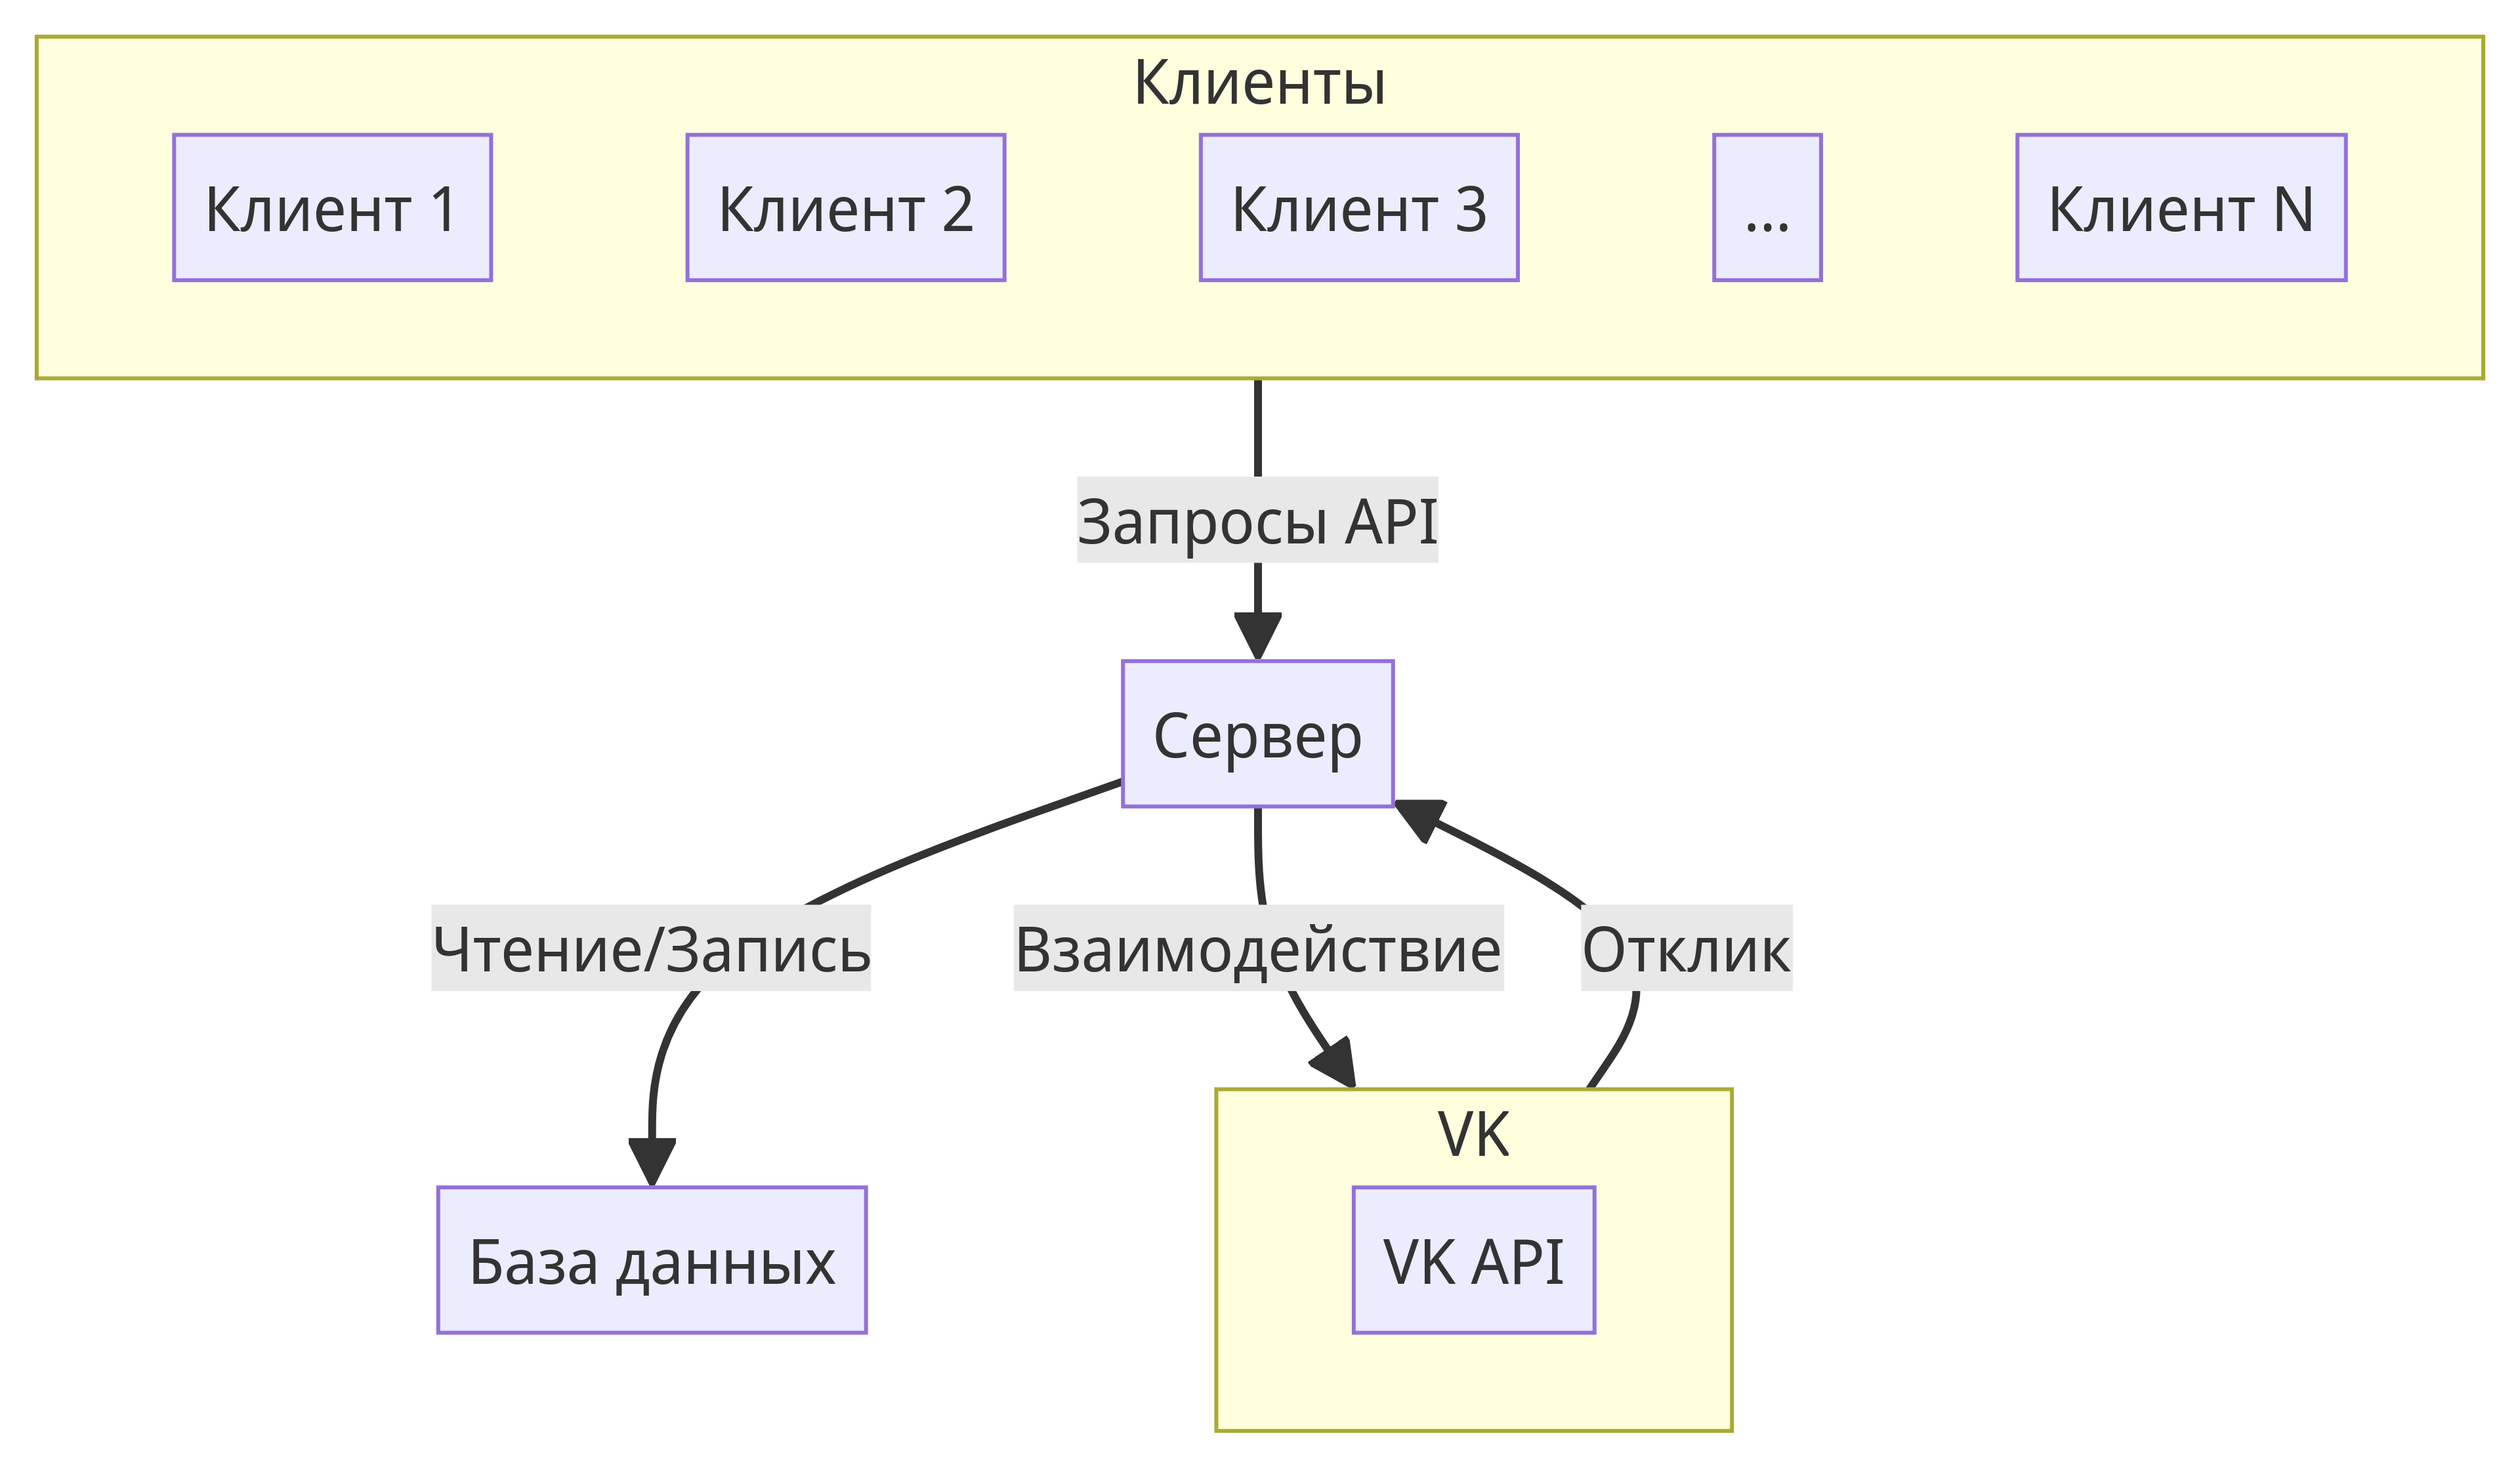 Клиенты
Клиент 1
Клиент 2
Клиент 3
...
Клиент N
Запросы API
Сервер
Чтение/Запись
Взаимодействие
Отклик
VK
База данных
VK API